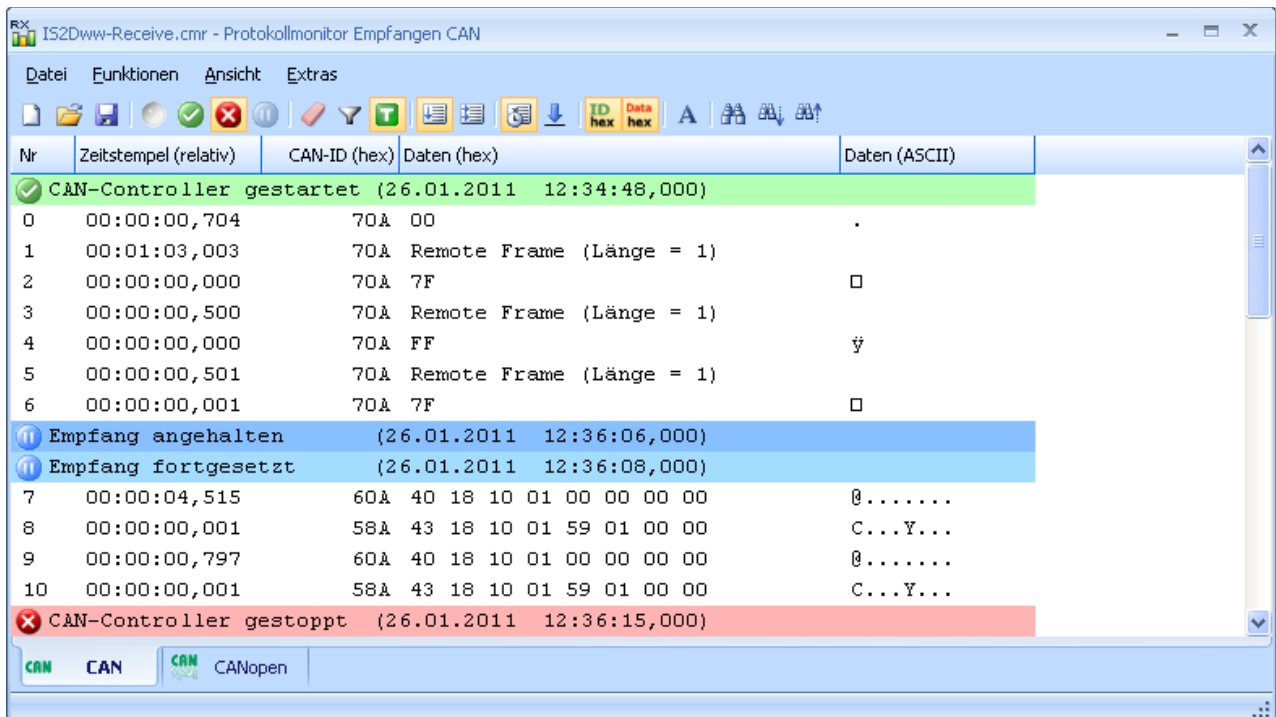 RX IS2Dww-Receive.cmr - Protokollmonitor Empfangen CAN
Datei Funktionen Ansicht Extras
T ID hex Data hex A
Nr Zeitstempel (relativ) CAN-ID (hex) Daten (hex) Daten (ASCII)
CAN-Controller gestartet (26.01.2011 12:34:48,000)
0 00:00:00,704 70A 00 .
1 00:01:03,003 70A Remote Frame (Länge = 1)
2 00:00:00,000 70A 7F □
3 00:00:00,500 70A Remote Frame (Länge = 1)
4 00:00:00,000 70A FF ÿ
5 00:00:00,501 70A Remote Frame (Länge = 1)
6 00:00:00,001 70A 7F □
Empfang angehalten (26.01.2011 12:36:06,000)
Empfang fortgesetzt (26.01.2011 12:36:08,000)
7 00:00:04,515 60A 40 18 10 01 00 00 00 00 @.......
8 00:00:00,001 58A 43 18 10 01 59 01 00 00 C...Y...
9 00:00:00,797 60A 40 18 10 01 00 00 00 00 @.......
10 00:00:00,001 58A 43 18 10 01 59 01 00 00 C...Y...
CAN-Controller gestoppt (26.01.2011 12:36:15,000)
CAN CAN CAN CANopen